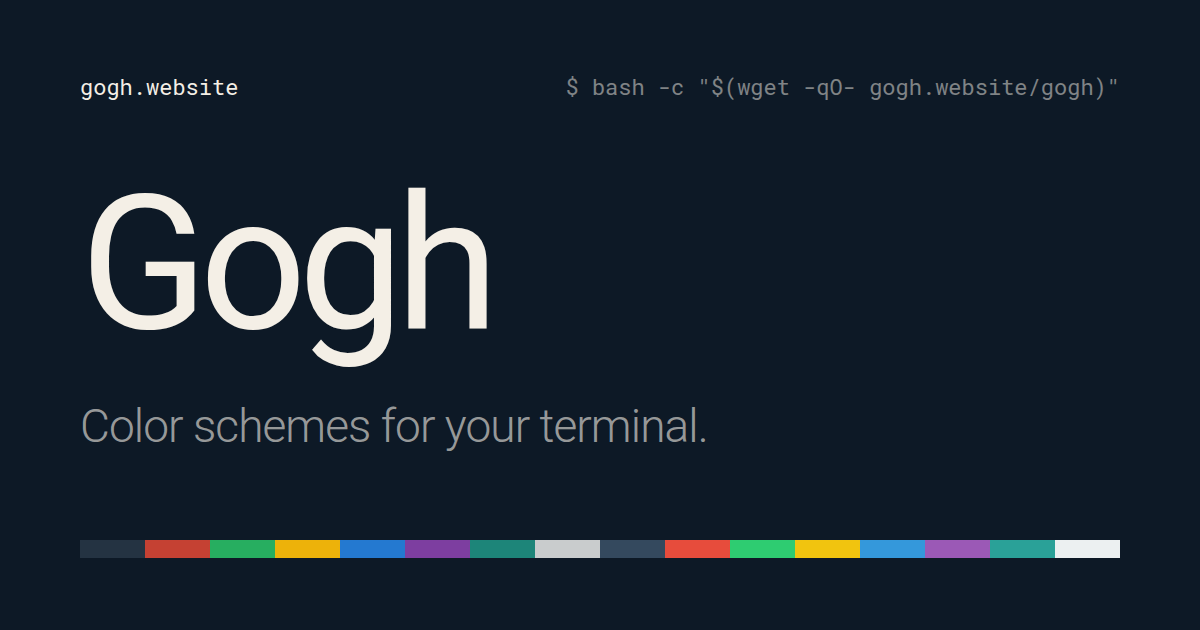 gogh.website
$ bash -c "$(wget -qO- gogh.website/gogh)"
Gogh
Color schemes for your terminal.